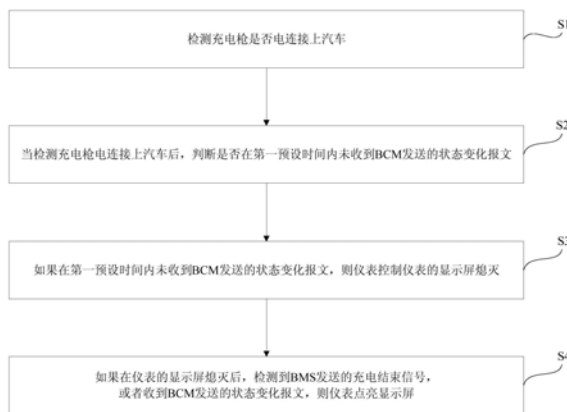 检测充电枪是否电连接上汽车
S1
当检测充电枪电连接上汽车后，判断是否在第一预设时间内未收到BCM发送的状态变化报文
S2
如果在第一预设时间内未收到BCM发送的状态变化报文，则仪表控制仪表的显示屏熄灭
S3
如果在仪表的显示屏熄灭后，检测到BMS发送的充电结束信号，
或者收到BCM发送的状态变化报文，则仪表点亮显示屏
S4